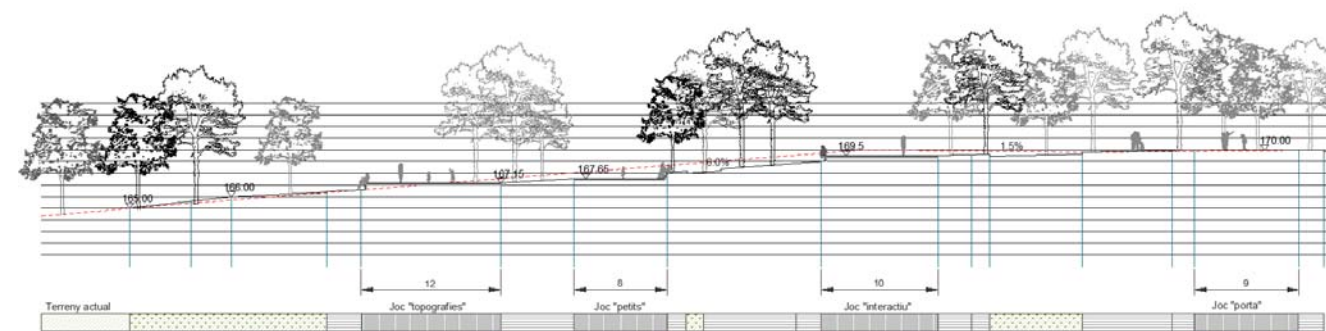 165.00
166.00
167.15
167.65
6.0%
169.5
1.5%
170.00
12
8
10
9
Terreny actual
Joc "topografies"
Joc "petits"
Joc "interactiu"
Joc "porta"